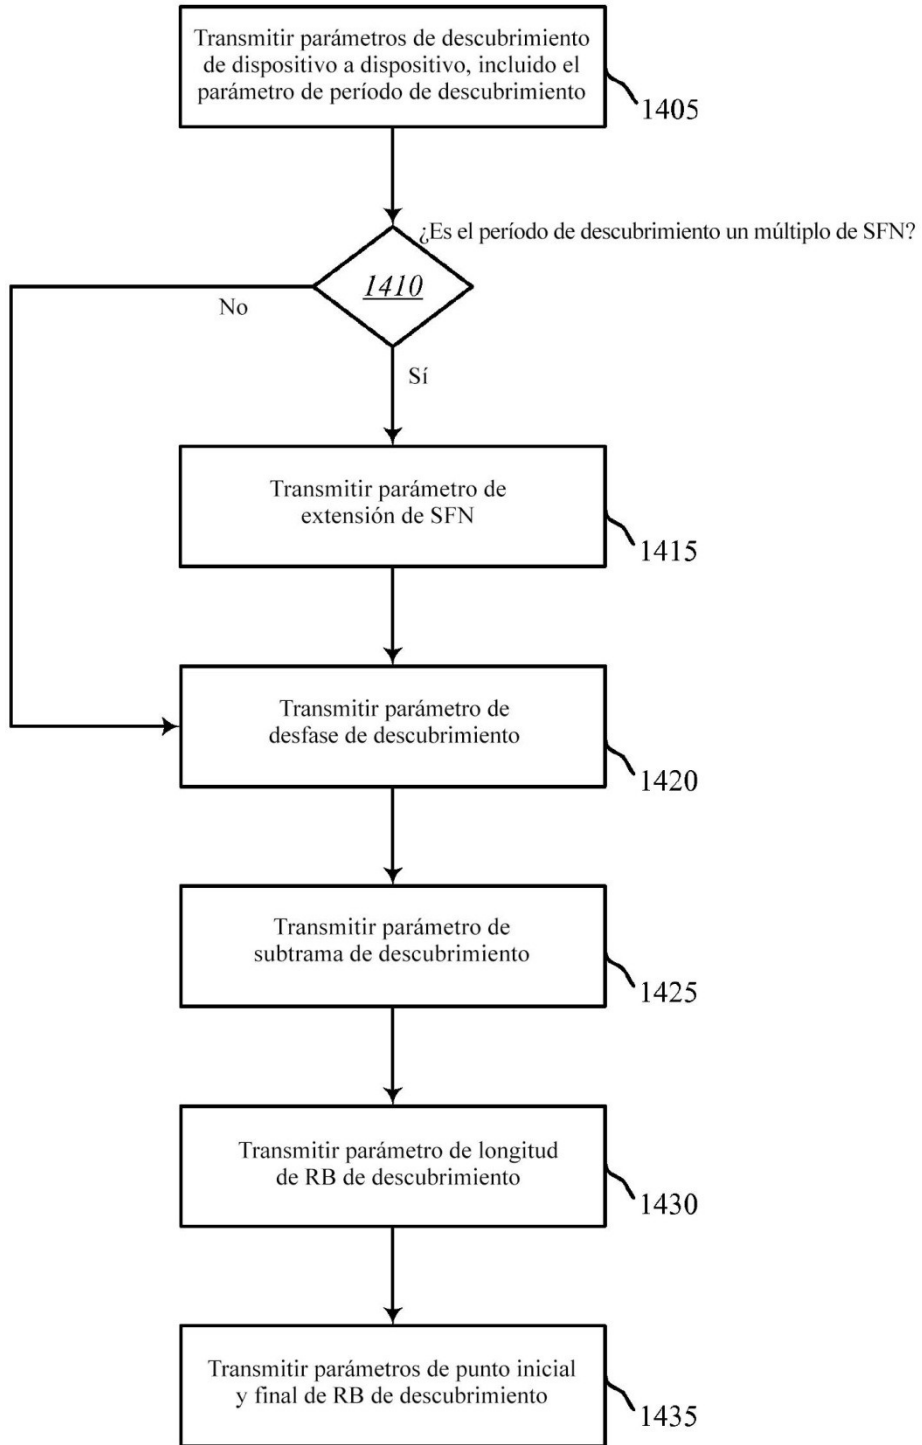 Transmitir parámetros de descubrimiento
de dispositivo a dispositivo, incluido el
parámetro de período de descubrimiento
1405
¿Es el período de descubrimiento un múltiplo de SFN?
1410
No
Sí
Transmitir parámetro de
extensión de SFN
1415
Transmitir parámetro de
desfase de descubrimiento
1420
Transmitir parámetro de
subtrama de descubrimiento
1425
Transmitir parámetro de longitud
de RB de descubrimiento
1430
Transmitir parámetros de punto inicial
y final de RB de descubrimiento
1435